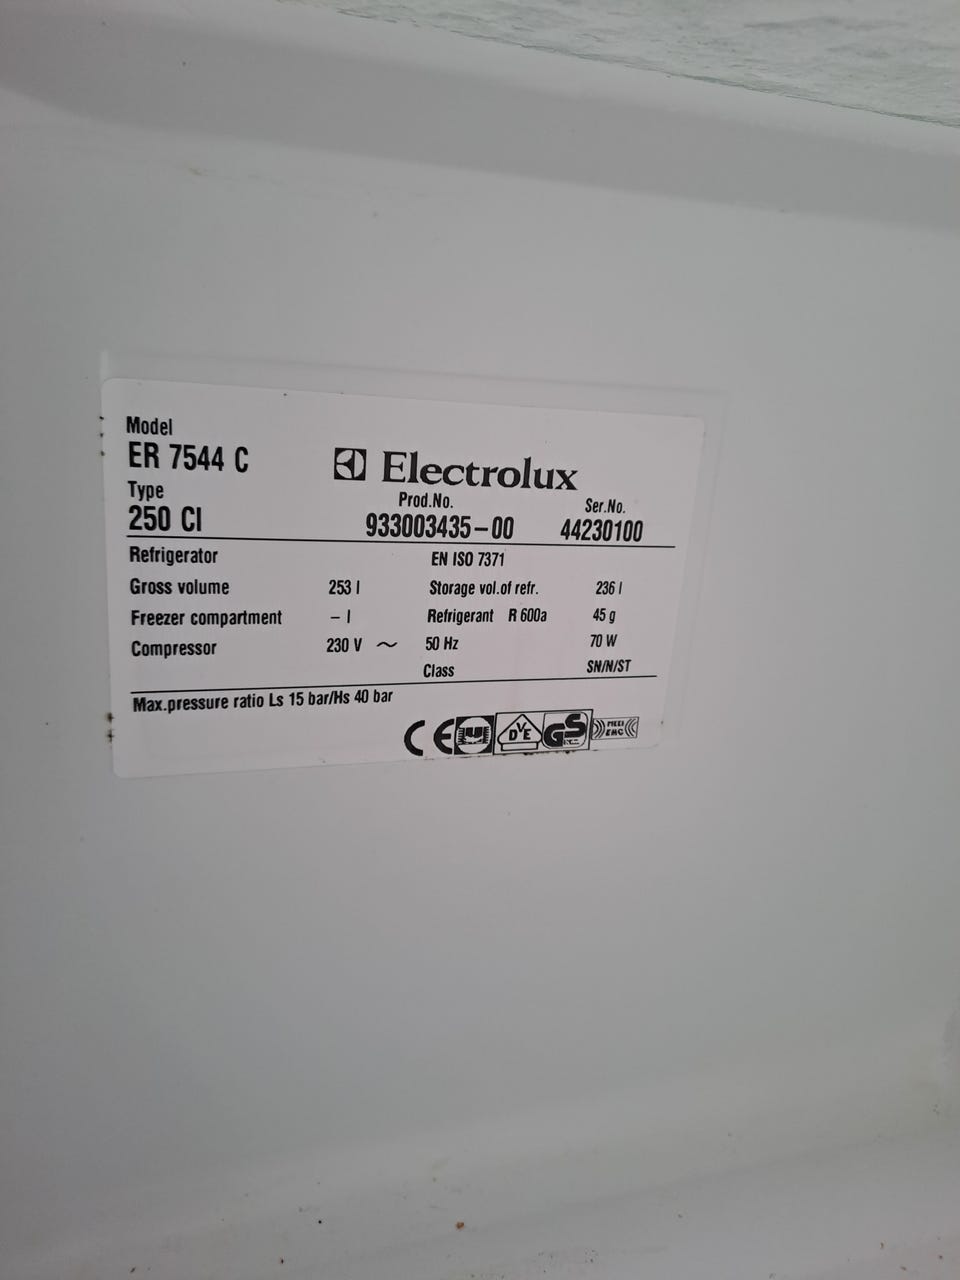 Model
ER 7544 C
Electrolux
Type
Prod.No.
Ser.No.
250 CI
933003435-00
44230100
Refrigerator
EN ISO 7371
Gross volume 253 l Storage vol.of refr. 236 l
Freezer compartment – l Refrigerant R 600a 45 g
Compressor 230 V ~ 50 Hz 70 W
Class SN/N/ST
Max.pressure ratio Ls 15 bar/Hs 40 bar
CE
DVE
GS
EMC